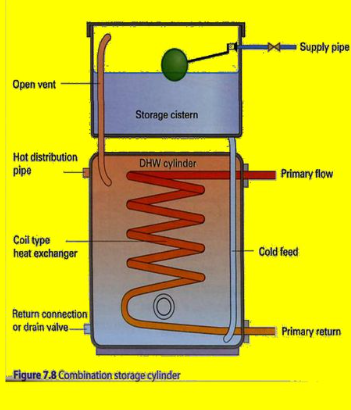 Supply pipe
Open vent
Storage cistern
Hot distribution
pipe
DHW cylinder
Primary flow
Coil type
heat exchanger
Cold feed
Return connection
or drain valve
Primary return
Figure 7.8 Combination storage cylinder